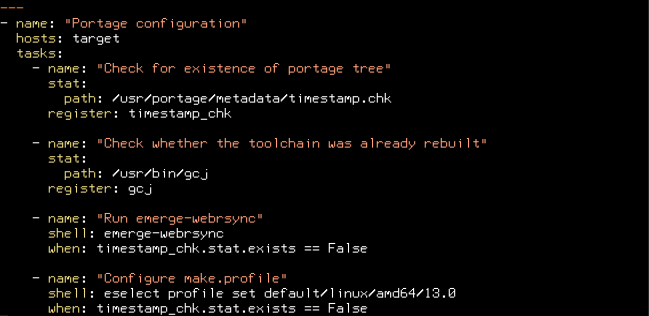 ---
- name: "Portage configuration"
  hosts: target
  tasks:
    - name: "Check for existence of portage tree"
      stat:
        path: /usr/portage/metadata/timestamp.chk
      register: timestamp_chk

    - name: "Check whether the toolchain was already rebuilt"
      stat:
        path: /usr/bin/gcj
      register: gcj

    - name: "Run emerge-webrsync"
      shell: emerge-webrsync
      when: timestamp_chk.stat.exists == False

    - name: "Configure make.profile"
      shell: eselect profile set default/linux/amd64/13.0
      when: timestamp_chk.stat.exists == False